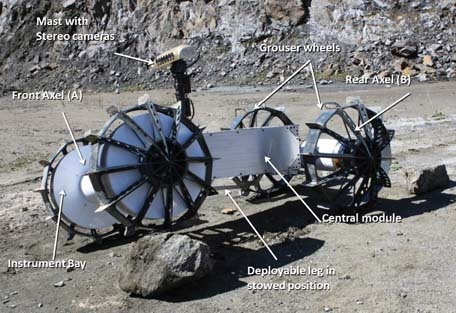 Mast with
Stereo cameras
Grouser wheels
Rear Axel (B)
Front Axel (A)
Central module
Instrument Bay
Deployable leg in
stowed position